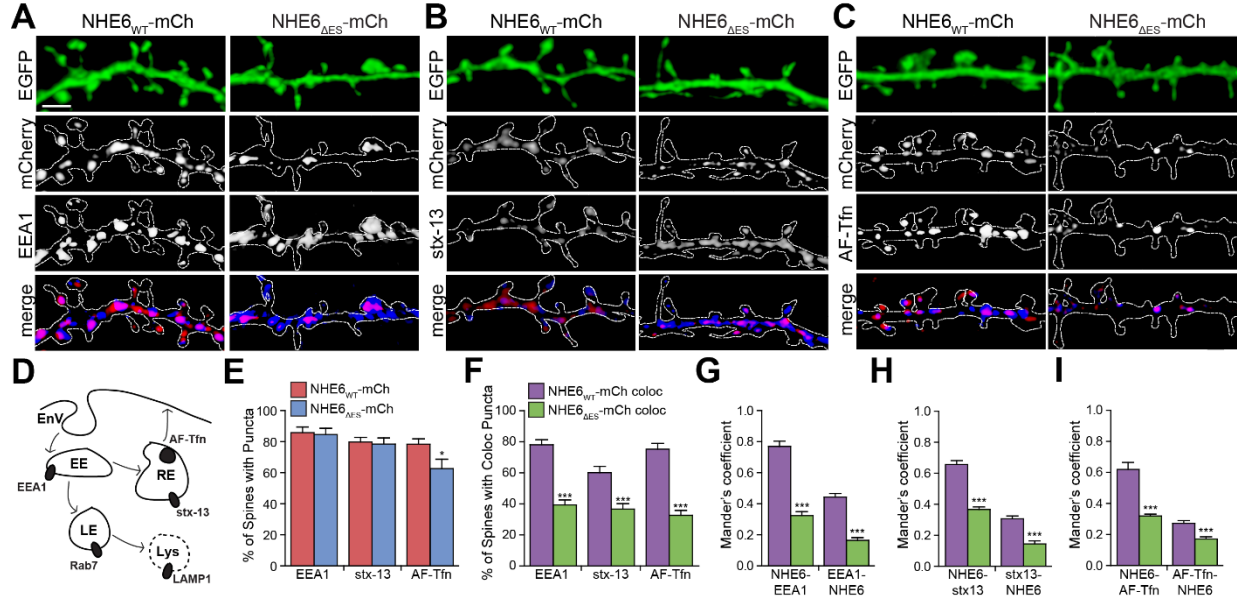 A
NHE6WT-mCh
NHE6ΔES-mCh
EGFP
mCherry
EEA1
merge
B
NHE6WT-mCh
NHE6ΔES-mCh
EGFP
mCherry
stx-13
merge
C
NHE6WT-mCh
NHE6ΔES-mCh
EGFP
mCherry
AF-Tfn
merge
D
EnV
EE
EEA1
AF-Tfn
RE
stx-13
LE
Rab7
Lys
LAMP1
E
NHE6WT-mCh
NHE6ΔES-mCh
% of Spines with Puncta
100
80
60
40
20
0
*
EEA1 stx-13 AF-Tfn
F
NHE6WT-mCh coloc
NHE6ΔES-mCh coloc
% of Spines with Coloc Puncta
100
80
60
40
20
0
*** *** ***
EEA1 stx-13 AF-Tfn
G
Mander's coefficient
1.0
0.8
0.6
0.4
0.2
0.0
*** ***
NHE6- EEA1-
EEA1 NHE6
H
Mander's coefficient
1.0
0.8
0.6
0.4
0.2
0.0
*** ***
NHE6- stx13-
stx13 NHE6
I
Mander's coefficient
1.0
0.8
0.6
0.4
0.2
0.0
*** ***
NHE6- AF-Tfn-
AF-Tfn NHE6